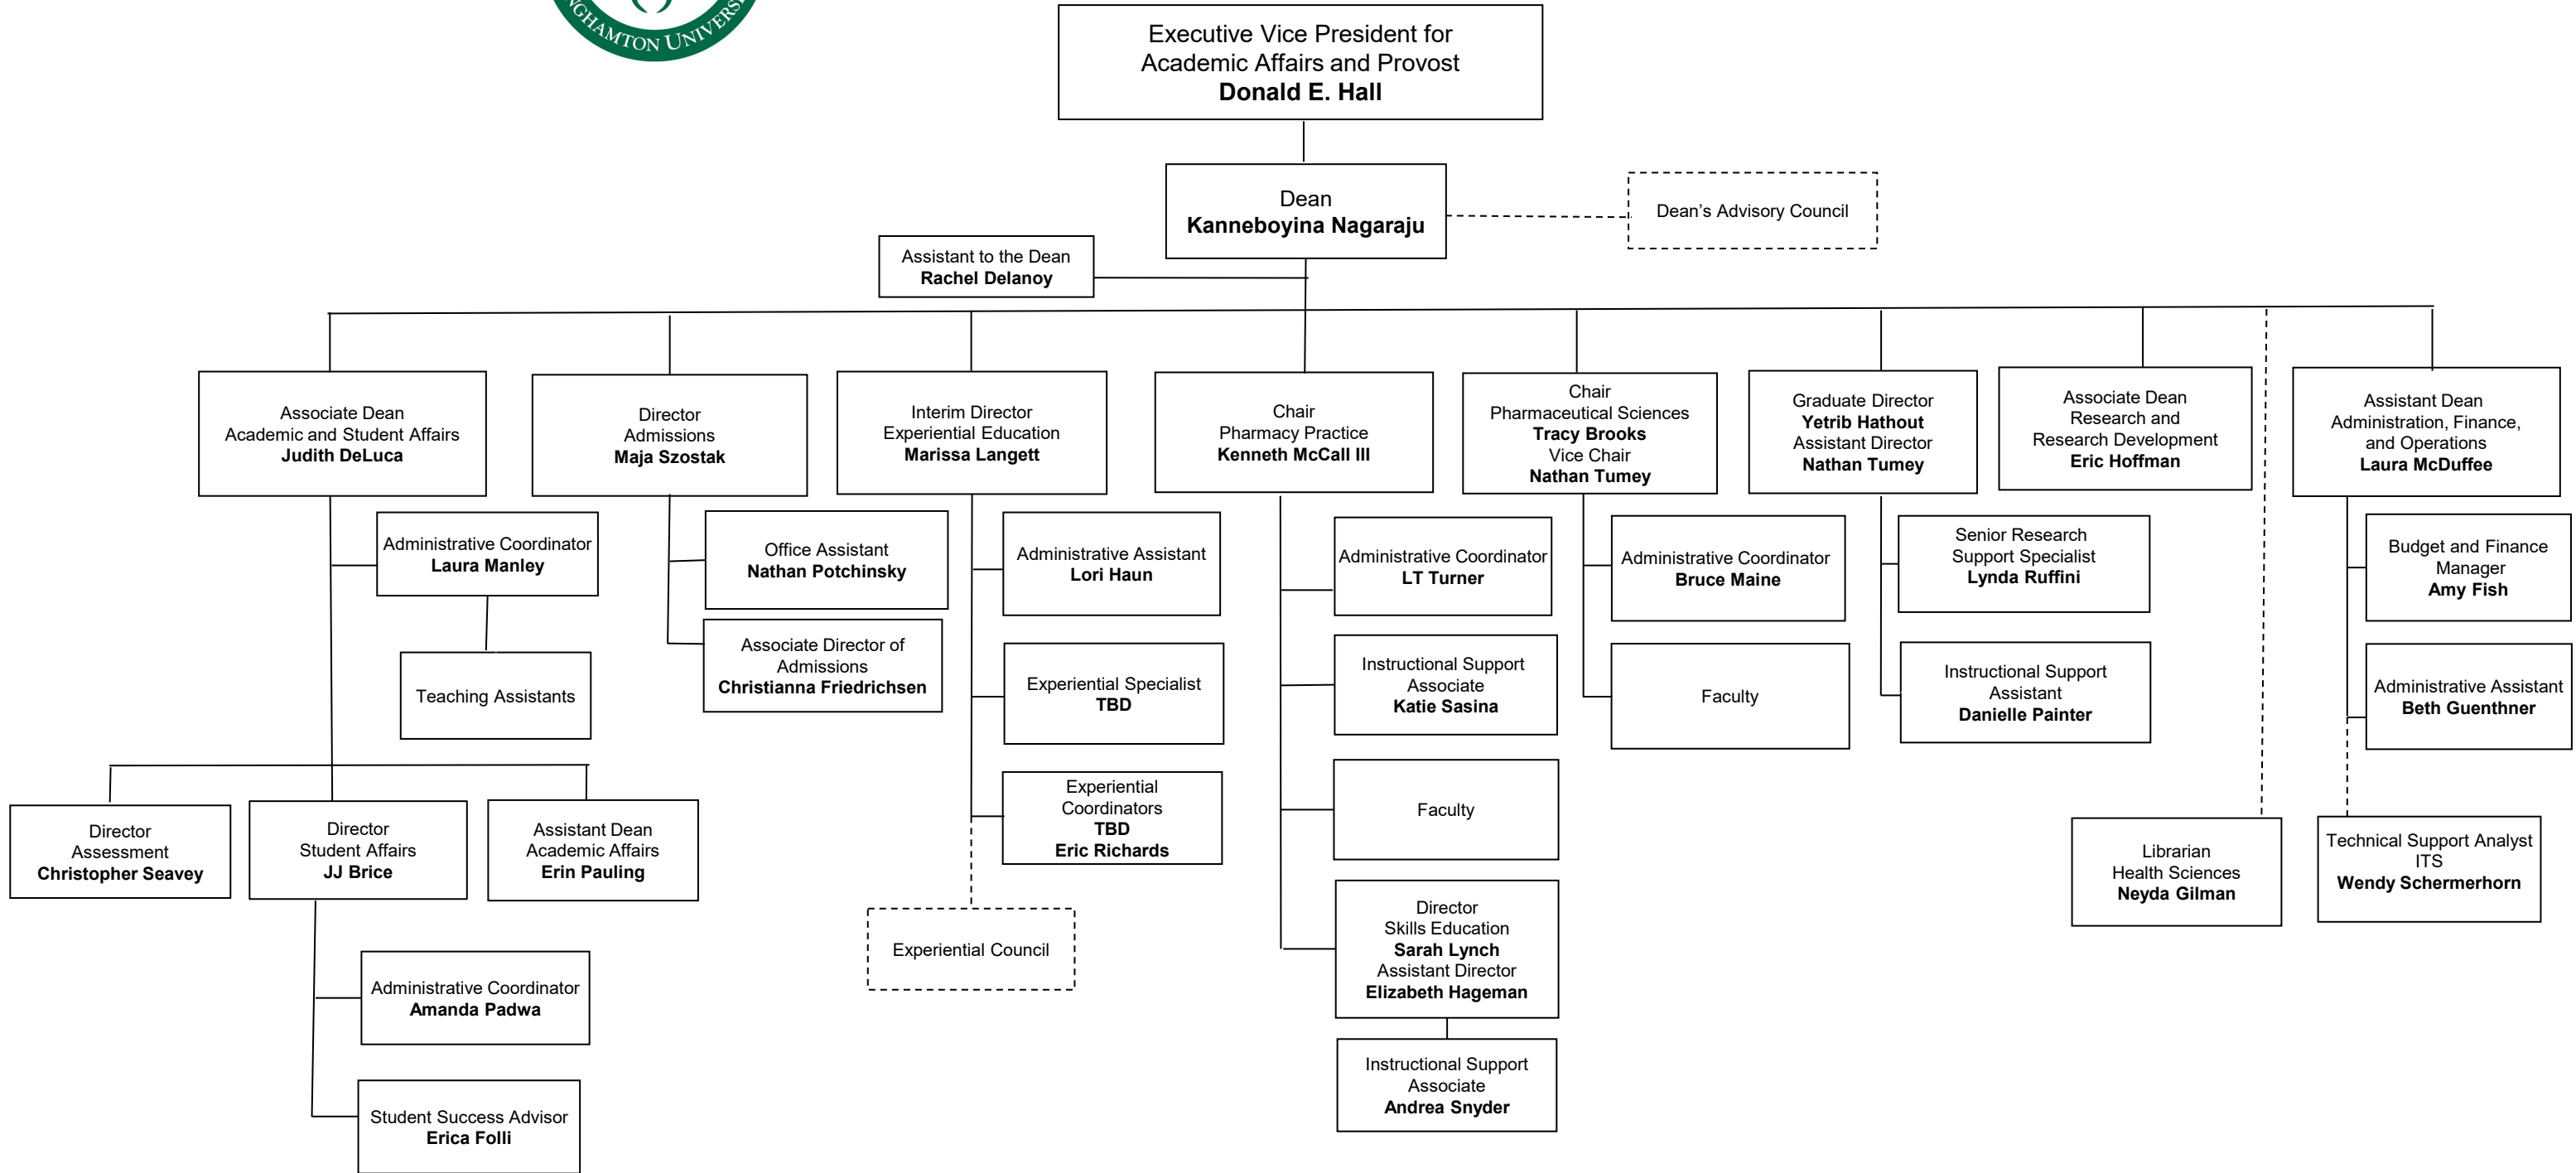 INGHAMTON UNIVERS
Executive Vice President for
Academic Affairs and Provost
Donald E. Hall
Dean
Kanneboyina Nagaraju
Dean’s Advisory Council
Assistant to the Dean
Rachel Delanoy
Associate Dean
Academic and Student Affairs
Judith DeLuca
Director
Admissions
Maja Szostak
Interim Director
Experiential Education
Marissa Langett
Chair
Pharmacy Practice
Kenneth McCall III
Chair
Pharmaceutical Sciences
Tracy Brooks
Vice Chair
Nathan Tumey
Graduate Director
Yetrib Hathout
Assistant Director
Nathan Tumey
Associate Dean
Research and
Research Development
Eric Hoffman
Assistant Dean
Administration, Finance,
and Operations
Laura McDuffee
Administrative Coordinator
Laura Manley
Office Assistant
Nathan Potchinsky
Administrative Assistant
Lori Haun
Administrative Coordinator
LT Turner
Administrative Coordinator
Bruce Maine
Senior Research
Support Specialist
Lynda Ruffini
Budget and Finance
Manager
Amy Fish
Teaching Assistants
Associate Director of
Admissions
Christianna Friedrichsen
Experiential Specialist
TBD
Instructional Support
Associate
Katie Sasina
Faculty
Instructional Support
Assistant
Danielle Painter
Administrative Assistant
Beth Guenthner
Director
Assessment
Christopher Seavey
Director
Student Affairs
JJ Brice
Assistant Dean
Academic Affairs
Erin Pauling
Experiential
Coordinators
TBD
Eric Richards
Faculty
Librarian
Health Sciences
Neyda Gilman
Technical Support Analyst
ITS
Wendy Schermerhorn
Experiential Council
Director
Skills Education
Sarah Lynch
Assistant Director
Elizabeth Hageman
Administrative Coordinator
Amanda Padwa
Instructional Support
Associate
Andrea Snyder
Student Success Advisor
Erica Folli